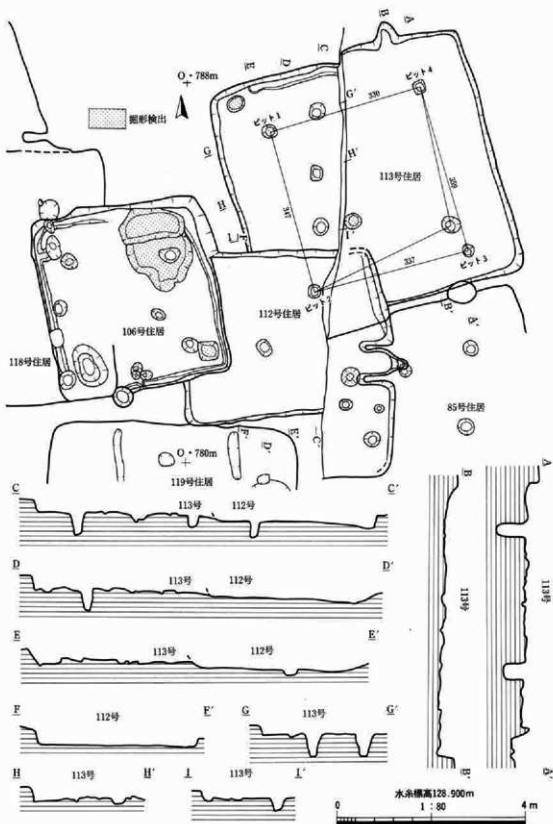 B
A
C
D
E
O・788m
掘形検出
ピット4
330
G'
ピット1
G
H'
113号住居
359
347
H
I
F
I'
337
ピット3
ピット2
112号住居
106号住居
B'
A'
118号住居
85号住居
F'
E'
D'
C'
O・780m
119号住居
C
113号
112号
C'
D
113号
112号
D'
E
113号
112号
E'
F
112号
F'
G
113号
G'
H
113号
H'
I
113号
I'
B
113号
B'
A
113号
A'
水糸標高128.900m
0
1:80
4m